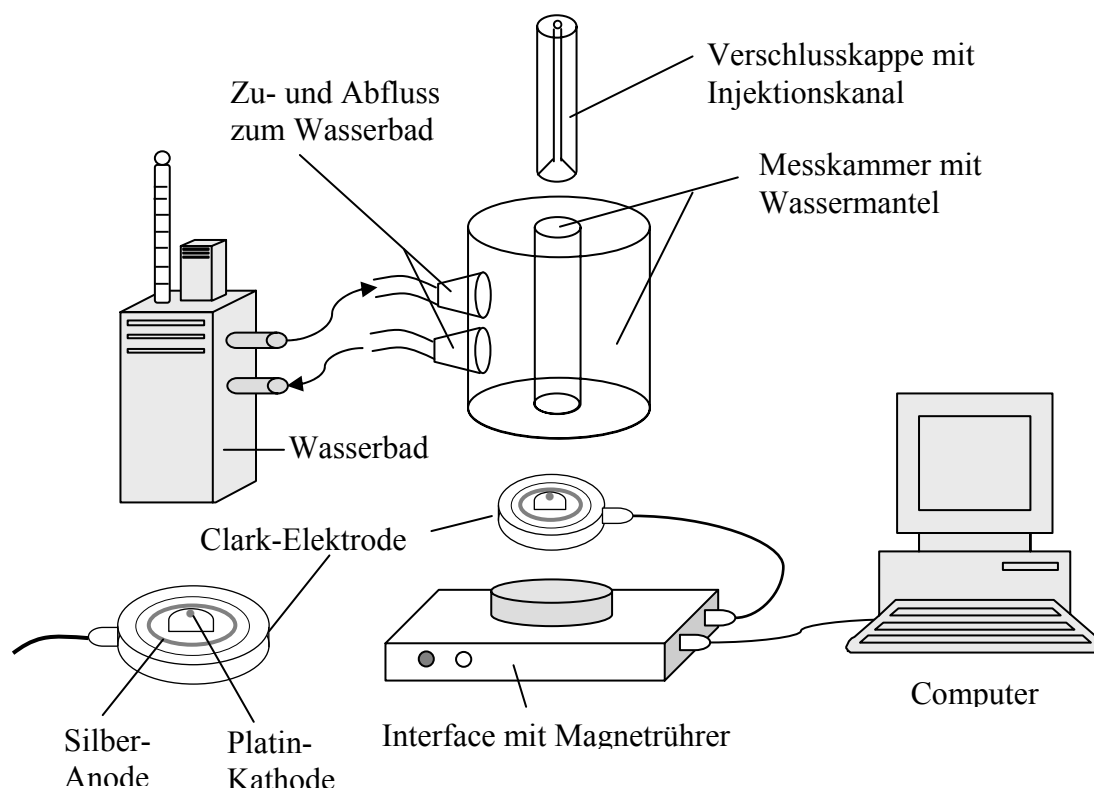 Verschlusskappe mit
Injektionskanal
Zu- und Abfluss
zum Wasserbad
Messkammer mit
Wassermantel
Wasserbad
Clark-Elektrode
Computer
Interface mit Magnetrührer
Silber-
Anode
Platin-
Kathode